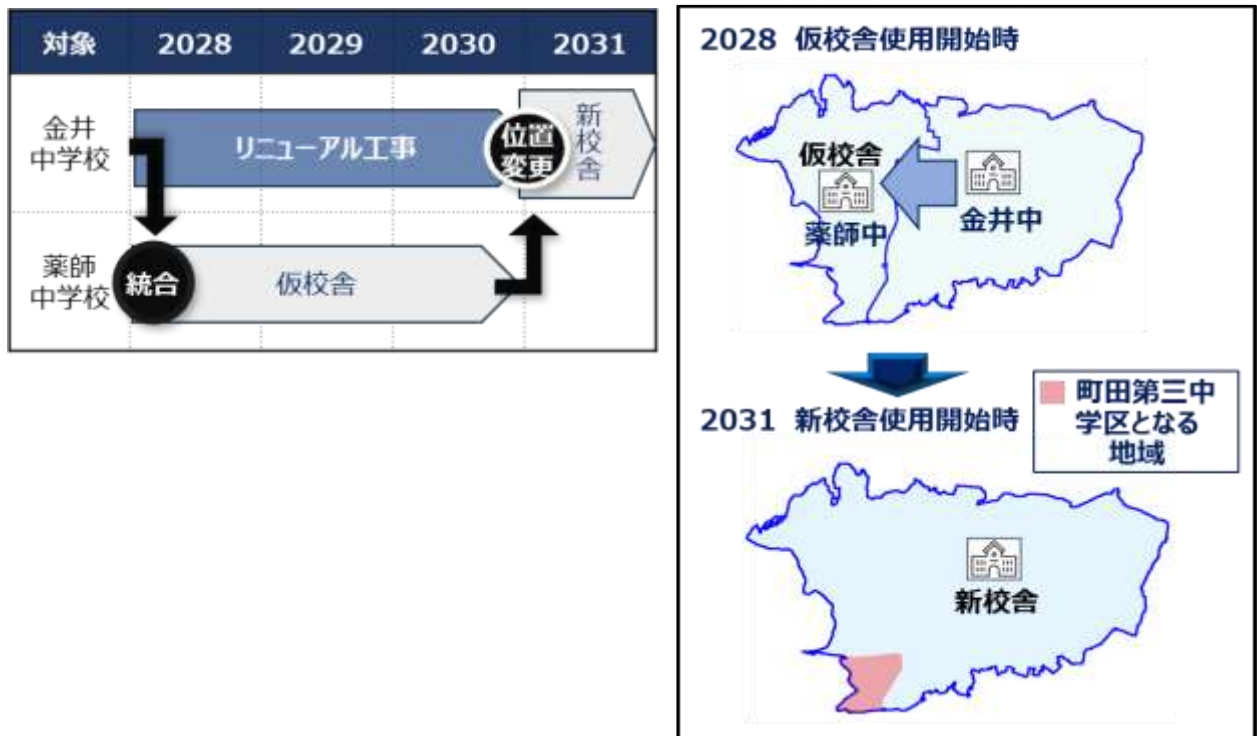 対象 2028 2029 2030 2031
金井
中学校
リニューアル工事
位置
変更
新校舎
薬師
中学校
統合
仮校舎
2028 仮校舎使用開始時
仮校舎
薬師中
金井中
2031 新校舎使用開始時
町田第三中
学区となる
地域
新校舎